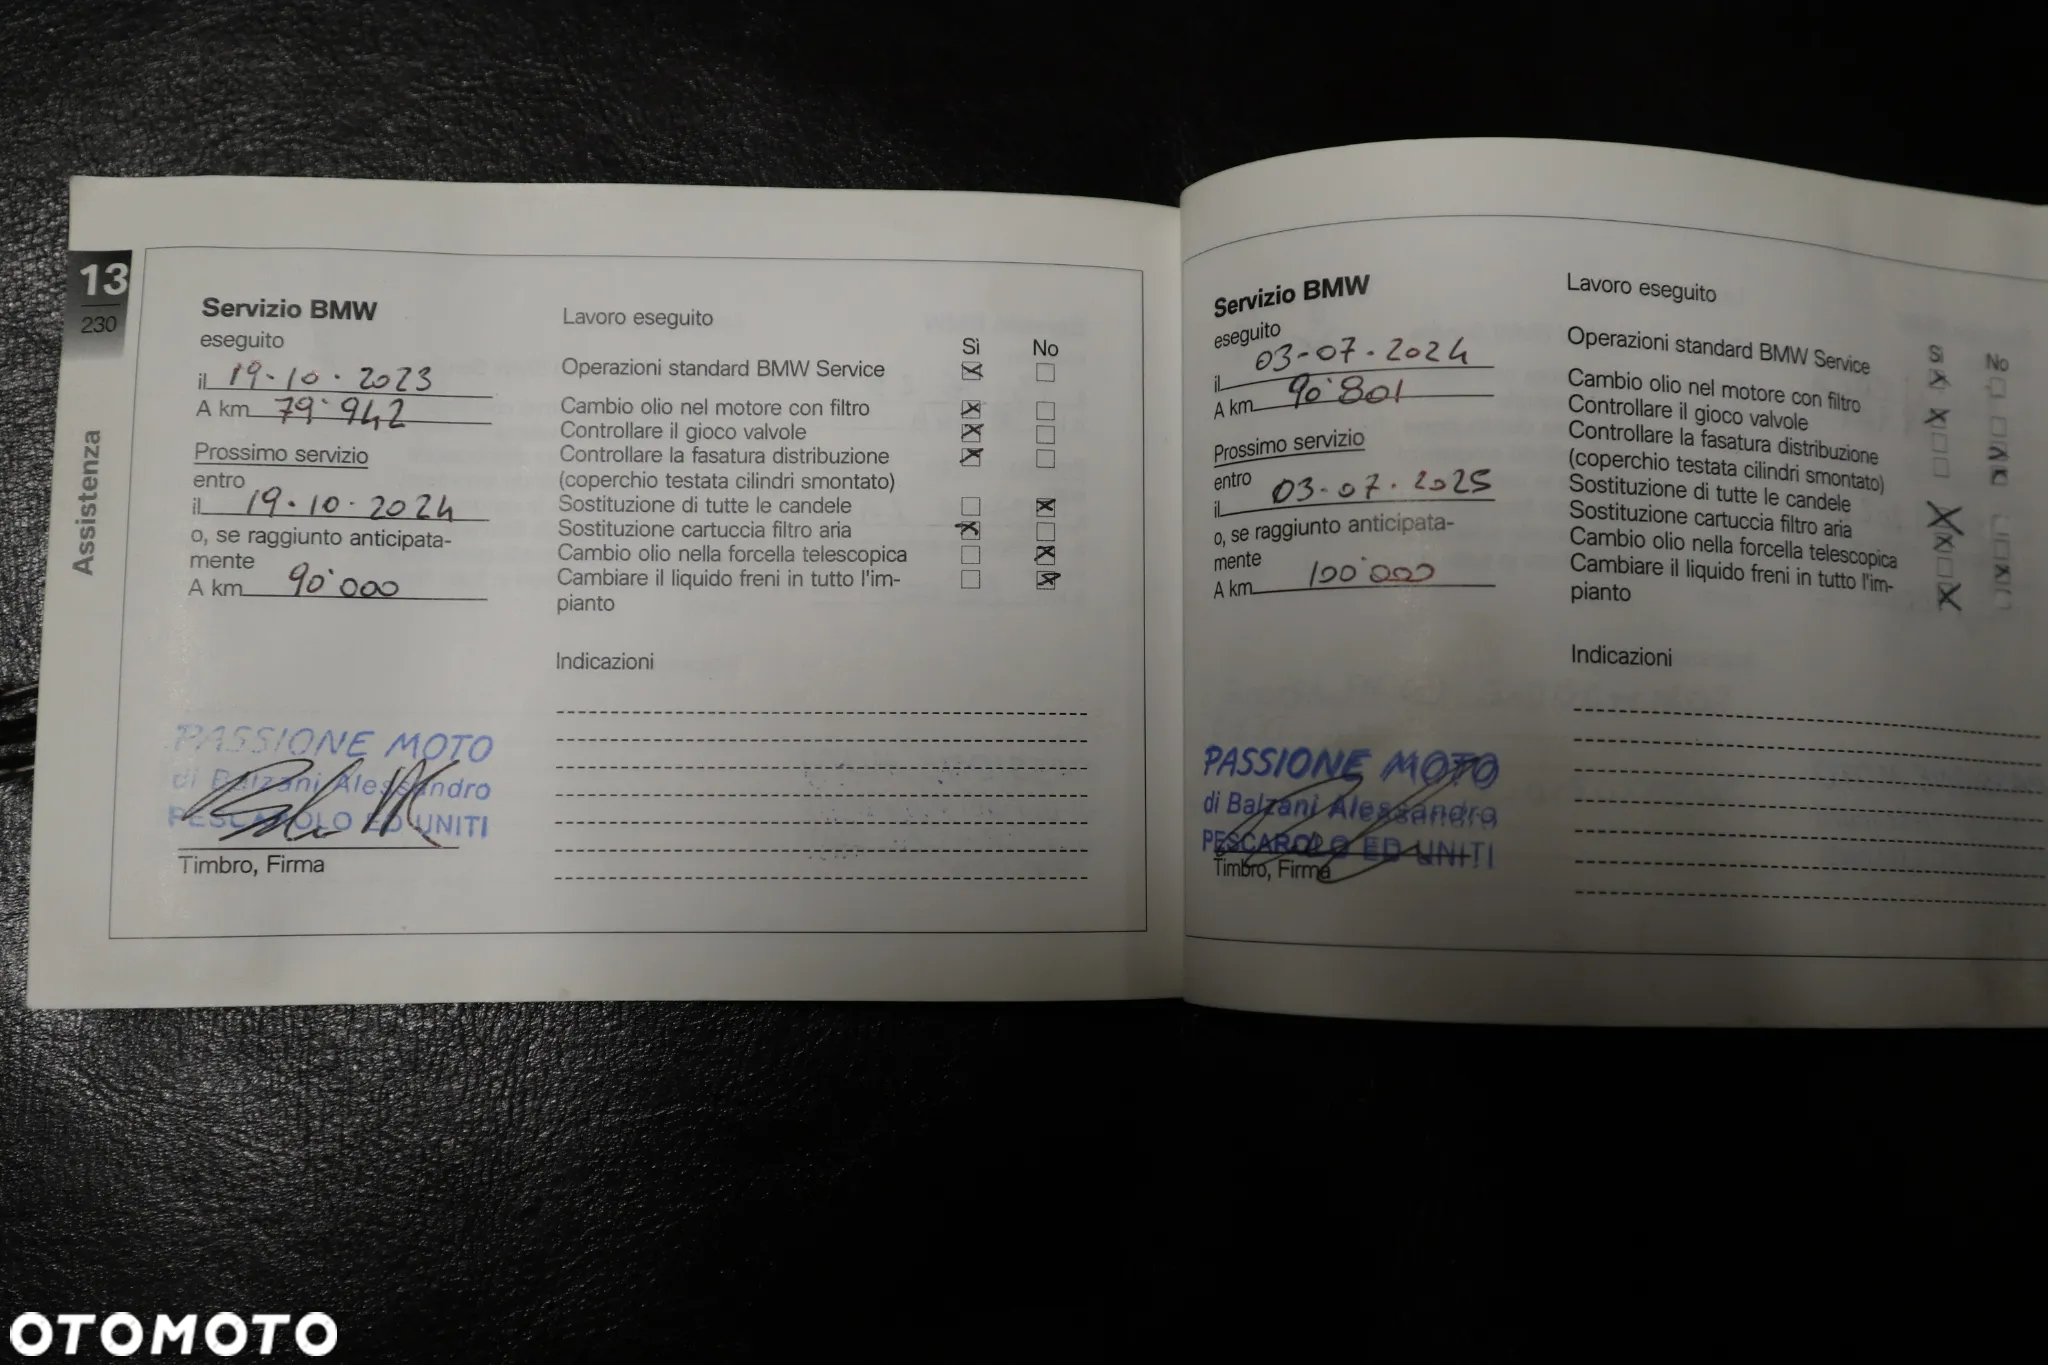 13
230
Assistenza
Servizio BMW
eseguito
il 19-10-2023
A km 79'942
Prossimo servizio
entro
il 19-10-2024
o, se raggiunto anticipata-
mente
A km 90'000
PASSIONE MOTO
di Balzani Alessandro
PESCAROLO ED UNITI
Timbro, Firma
Lavoro eseguito
Sì No
Operazioni standard BMW Service
Cambio olio nel motore con filtro
Controllare il gioco valvole
Controllare la fasatura distribuzione
(coperchio testata cilindri smontato)
Sostituzione di tutte le candele
Sostituzione cartuccia filtro aria
Cambio olio nella forcella telescopica
Cambiare il liquido freni in tutto l'im-
pianto
Indicazioni
Servizio BMW
eseguito
il 03-07-2024
A km 90'801
Prossimo servizio
entro
il 03-07-2025
o, se raggiunto anticipata-
mente
A km 100'000
PASSIONE MOTO
di Balzani Alessandro
PESCAROLO ED UNITI
Timbro, Firma
Lavoro eseguito
Sì No
Operazioni standard BMW Service
Cambio olio nel motore con filtro
Controllare il gioco valvole
Controllare la fasatura distribuzione
(coperchio testata cilindri smontato)
Sostituzione di tutte le candele
Sostituzione cartuccia filtro aria
Cambio olio nella forcella telescopica
Cambiare il liquido freni in tutto l'im-
pianto
Indicazioni
OTOMOTO